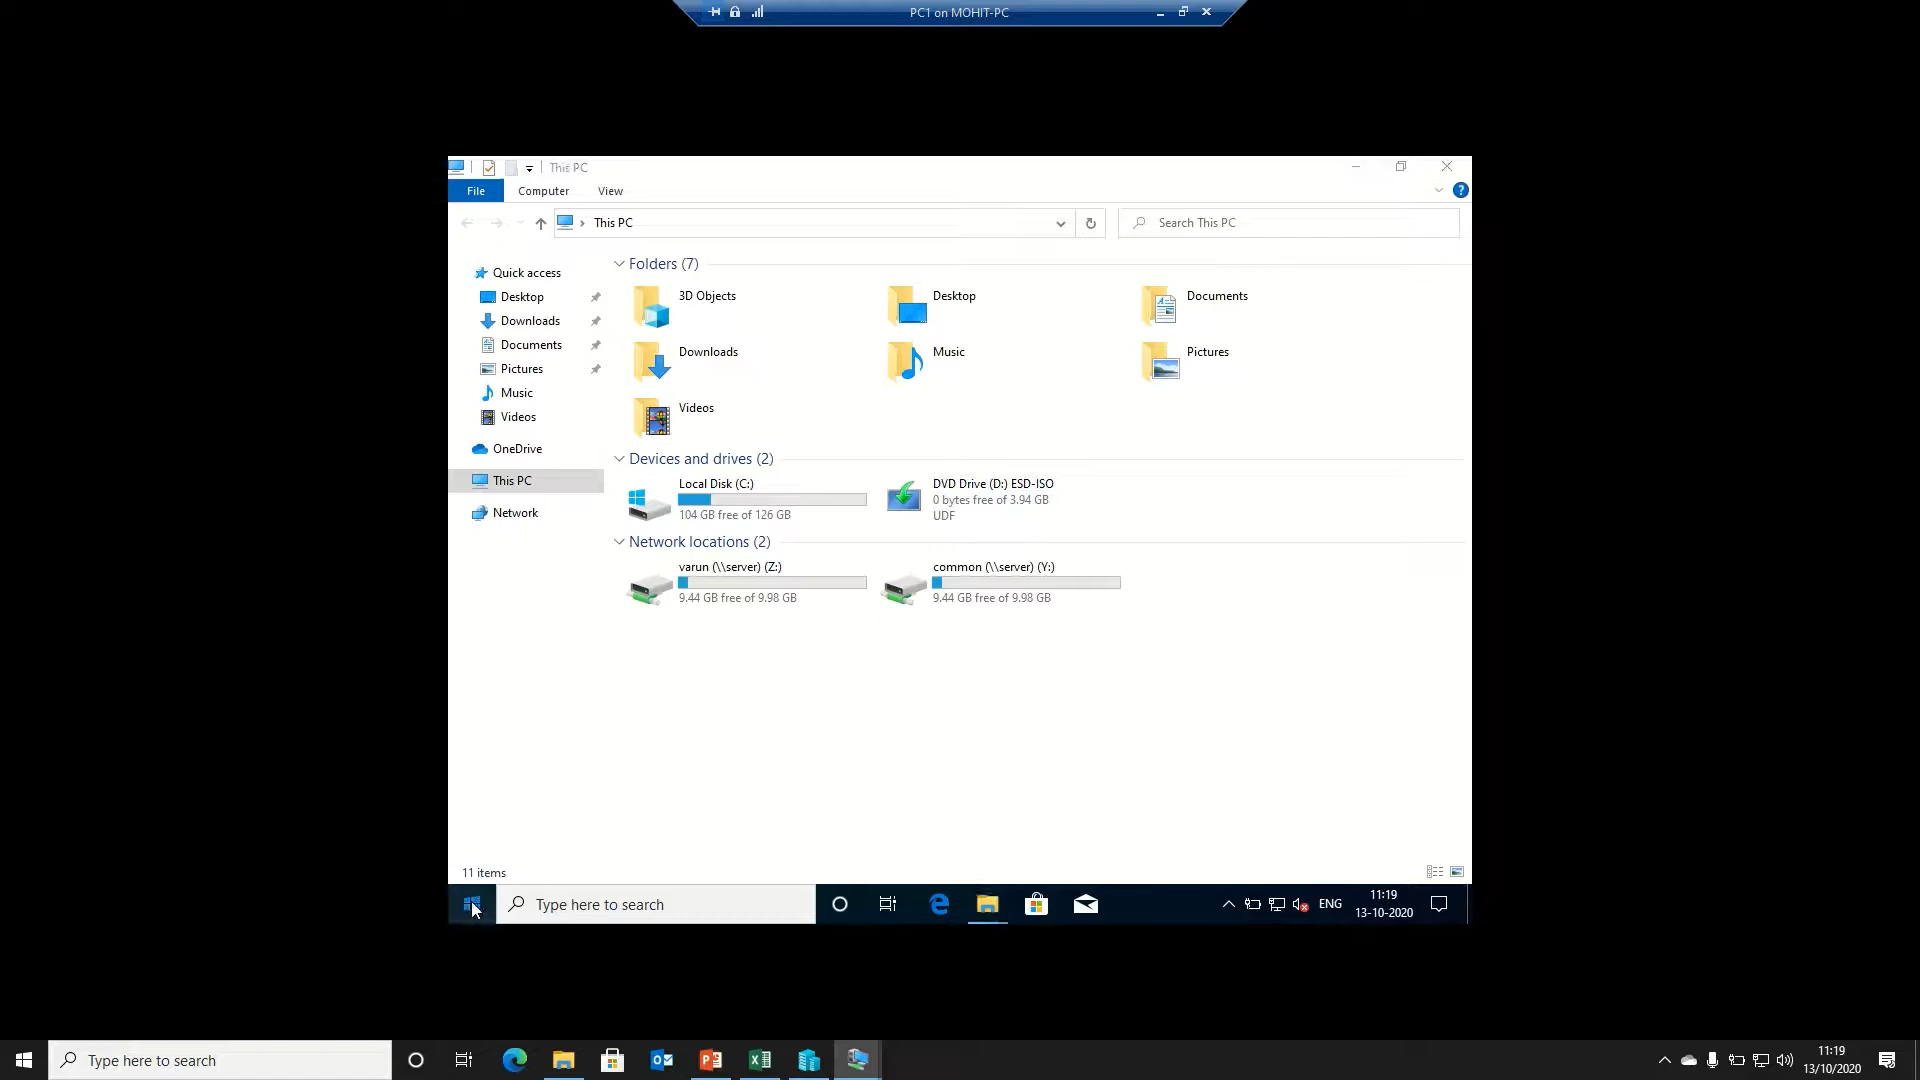 PC1 on MOHIT-PC
This PC
File
Computer
View
This PC
Search This PC
Quick access
Desktop
Downloads
Documents
Pictures
Music
Videos
OneDrive
This PC
Network
Folders (7)
3D Objects
Desktop
Documents
Downloads
Music
Pictures
Videos
Devices and drives (2)
Local Disk (C:)
104 GB free of 126 GB
DVD Drive (D:) ESD-ISO
0 bytes free of 3.94 GB
UDF
Network locations (2)
varun (\\server) (Z:)
9.44 GB free of 9.98 GB
common (\\server) (Y:)
9.44 GB free of 9.98 GB
11 items
Type here to search
ENG
11:19
13-10-2020
Type here to search
11:19
13/10/2020